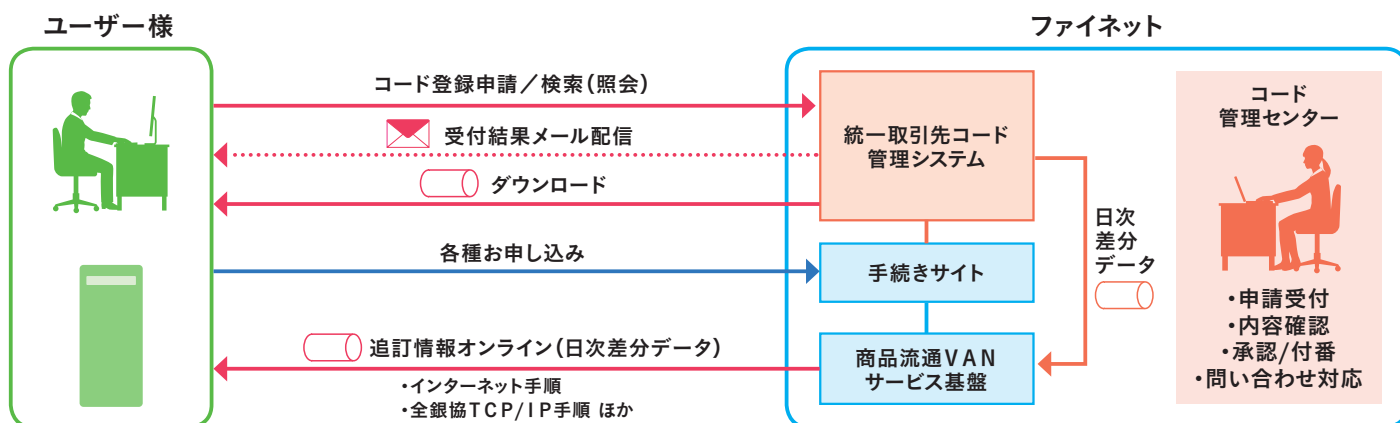 ユーザー様
ファイネット
コード登録申請／検索（照会）
受付結果メール配信
ダウンロード
各種お申し込み
追訂情報オンライン（日次差分データ）
・インターネット手順
・全銀協TCP/IP手順 ほか
統一取引先コード
管理システム
手続きサイト
商品流通VAN
サービス基盤
日次
差分
データ
コード
管理センター
・申請受付
・内容確認
・承認/付番
・問い合わせ対応